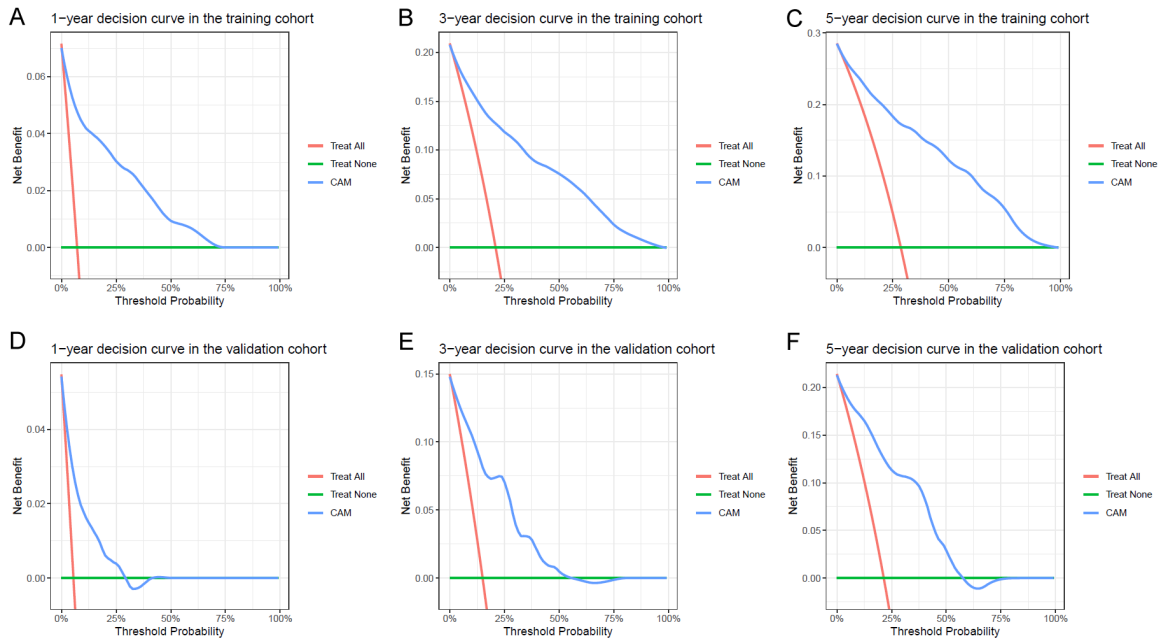 A
1-year decision curve in the training cohort
Net Benefit
0.06
0.04
0.02
0.00
0%
25%
50%
75%
100%
Threshold Probability
Treat All
Treat None
CAM
B
3-year decision curve in the training cohort
Net Benefit
0.20
0.15
0.10
0.05
0.00
0%
25%
50%
75%
100%
Threshold Probability
Treat All
Treat None
CAM
C
5-year decision curve in the training cohort
Net Benefit
0.3
0.2
0.1
0.0
0%
25%
50%
75%
100%
Threshold Probability
Treat All
Treat None
CAM
D
1-year decision curve in the validation cohort
Net Benefit
0.04
0.02
0.00
0%
25%
50%
75%
100%
Threshold Probability
Treat All
Treat None
CAM
E
3-year decision curve in the validation cohort
Net Benefit
0.15
0.10
0.05
0.00
0%
25%
50%
75%
100%
Threshold Probability
Treat All
Treat None
CAM
F
5-year decision curve in the validation cohort
Net Benefit
0.20
0.15
0.10
0.05
0.00
0%
25%
50%
75%
100%
Threshold Probability
Treat All
Treat None
CAM